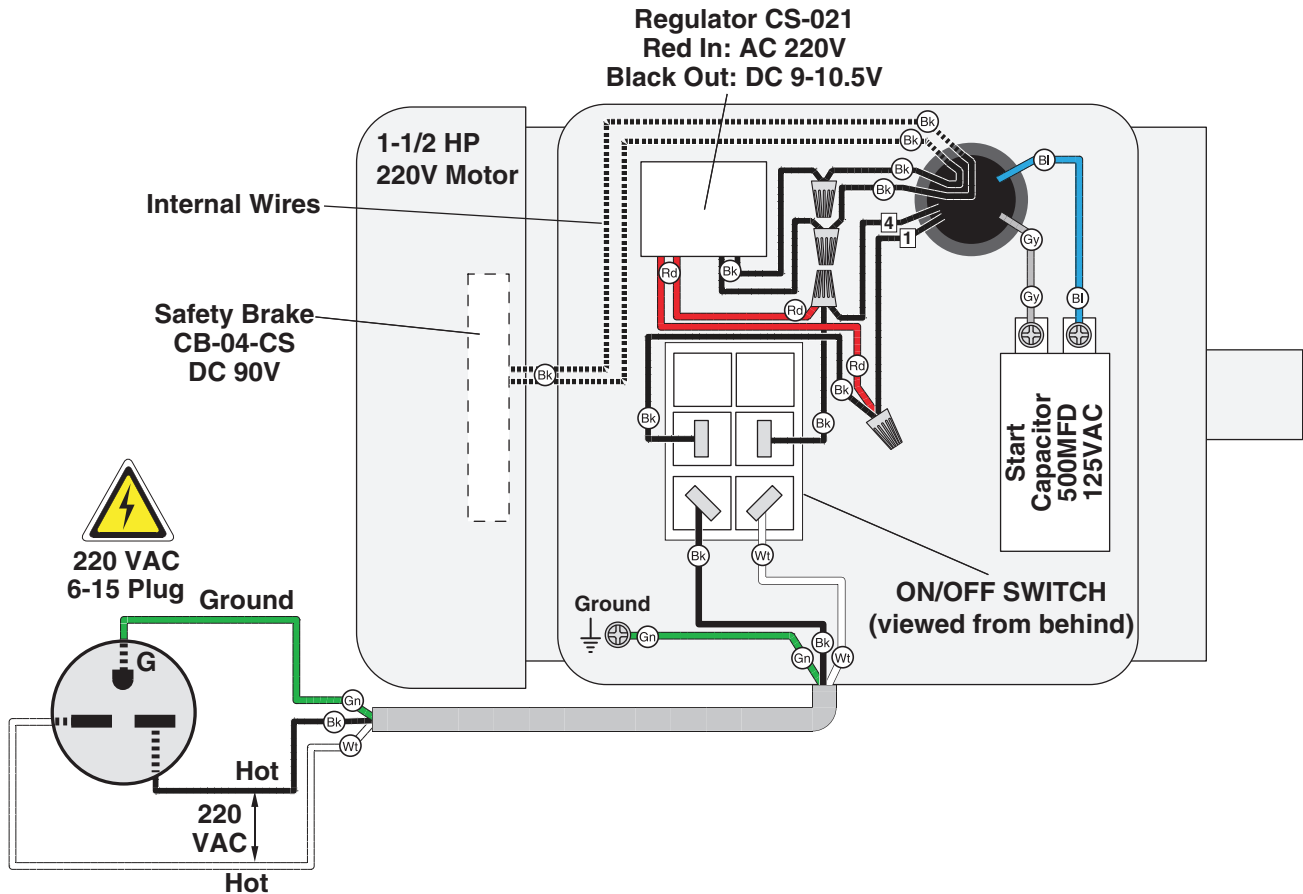 Regulator CS-021
Red In: AC 220V
Black Out: DC 9-10.5V
1-1/2 HP
220V Motor
Internal Wires
Safety Brake
CB-04-CS
DC 90V
Bk
Bk
Bk
Bk
Bl
4
1
Gy
Rd
Bk
Rd
Gy
Bl
Bk
Rd
Bk
Bk
Bk
Start
Capacitor
500MFD
125VAC
220 VAC
6-15 Plug
Bk
Wt
ON/OFF SWITCH
(viewed from behind)
Ground
Gn
Bk
Gn
Wt
Ground
G
Gn
Bk
Wt
Hot
220
VAC
Hot